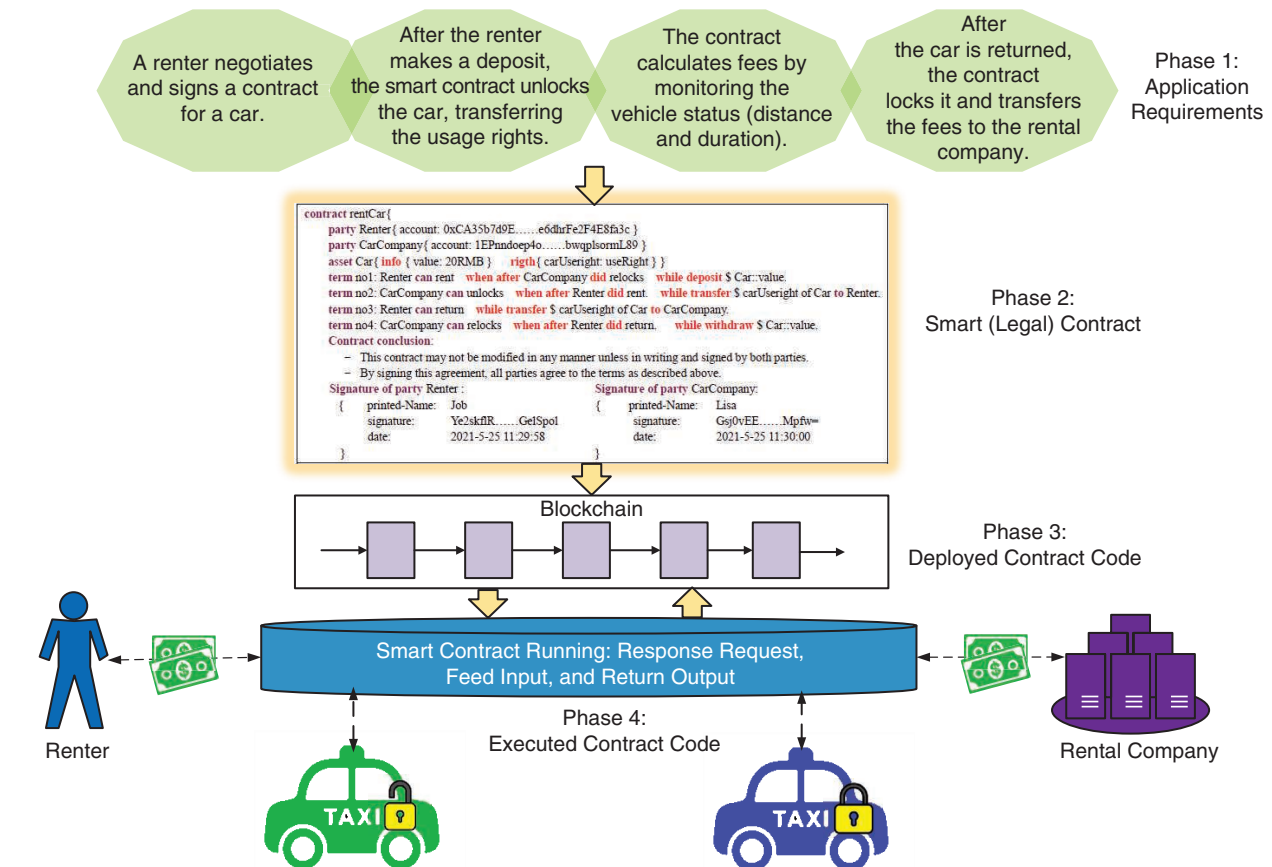 A renter negotiates
and signs a contract
for a car.
After the renter
makes a deposit,
the smart contract unlocks
the car, transferring
the usage rights.
The contract
calculates fees by
monitoring the
vehicle status (distance
and duration).
After
the car is returned,
the contract
locks it and transfers
the fees to the rental
company.
Phase 1:
Application
Requirements
contract rentCar{
party Renter{ account: 0xCA35b7d9E……e6dhrFe2F4E8fa3c }
party CarCompany{ account: 1EPnndoep4o……bwqplsormL89 }
asset Car{ info { value: 20RMB } rigth{ carUseright: useRight } }
term no1: Renter can rent when after CarCompany did relocks while deposit $ Car::value.
term no2: CarCompany can unlocks when after Renter did rent. while transfer $ carUseright of Car to Renter.
term no3: Renter can return while transfer $ carUseright of Car to CarCompany.
term no4: CarCompany can relocks when after Renter did return. while withdraw $ Car::value.
Contract conclusion:
– This contract may not be modified in any manner unless in writing and signed by both parties.
– By signing this agreement, all parties agree to the terms as described above.
Signature of party Renter : Signature of party CarCompany:
{ printed-Name: Job { printed-Name: Lisa
signature: Ye2skflR……GelSpol signature: Gsj0vEE……Mpfw=
date: 2021-5-25 11:29:58 date: 2021-5-25 11:30:00
} }
Phase 2:
Smart (Legal) Contract
Blockchain
Phase 3:
Deployed Contract Code
Smart Contract Running: Response Request,
Feed Input, and Return Output
Phase 4:
Executed Contract Code
Renter
Rental Company
TAXI
TAXI